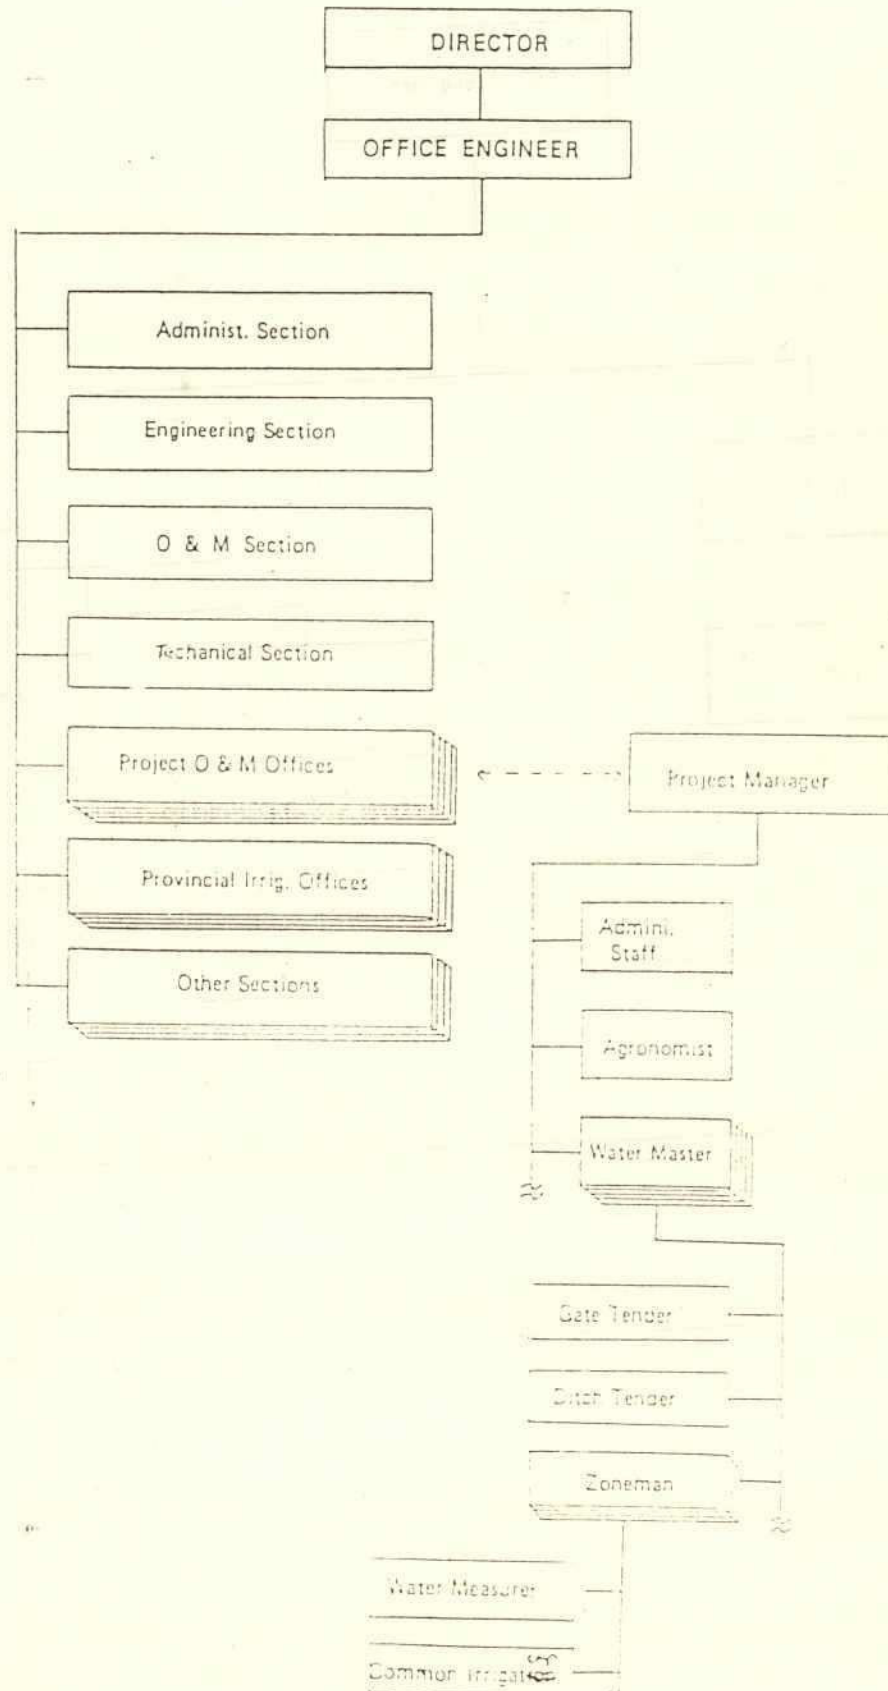 DIRECTOR
OFFICE ENGINEER
Administ. Section
Engineering Section
O & M Section
Techanical Section
Project O & M Offices
Provincial Irrig. Offices
Other Sections
Project Manager
Admini.
Staff
Agronomist
Water Master
Gate Tender
Ditch Tender
Zoneman
Water Measurer
Common